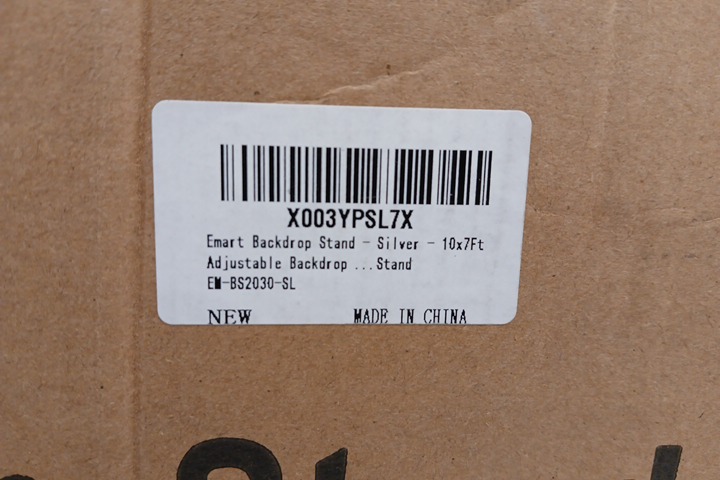 X003YPSL7X
Emart Backdrop Stand - Silver - 10x7Ft
Adjustable Backdrop ...Stand
EM-BS2030-SL
NEW MADE IN CHINA